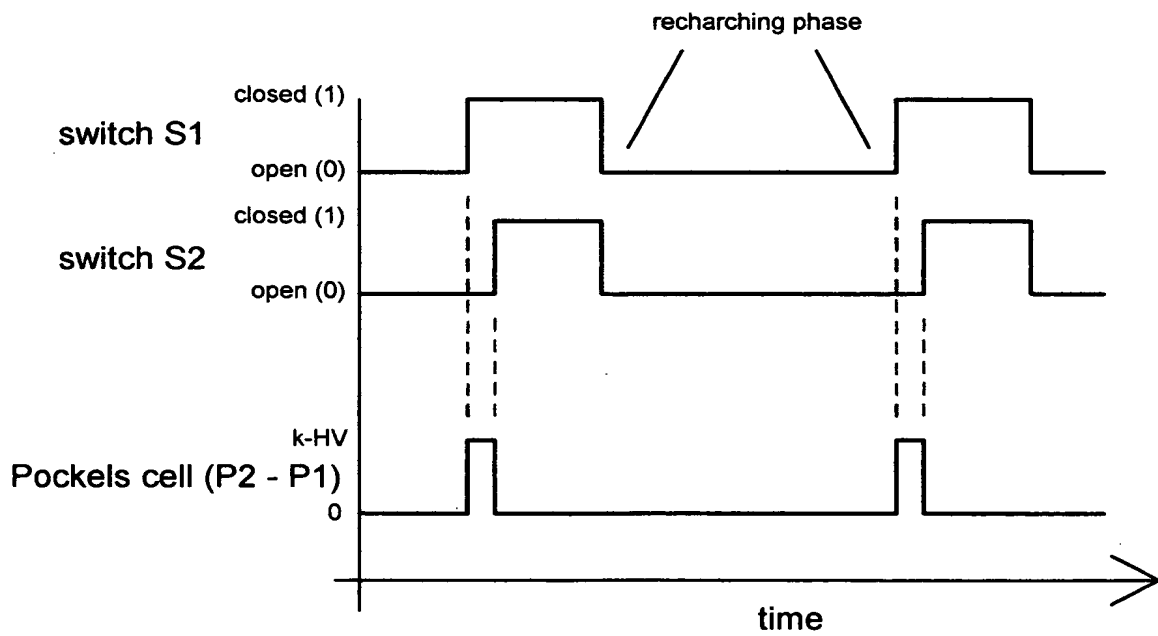 recharching phase
closed (1)
switch S1
open (0)
closed (1)
switch S2
open (0)
k-HV
Pockels cell (P2 - P1)
0
time